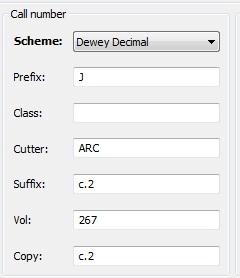 Call number
Scheme: Dewey Decimal
Prefix: J
Class:
Cutter: ARC
Suffix: c.2
Vol: 267
Copy: c.2